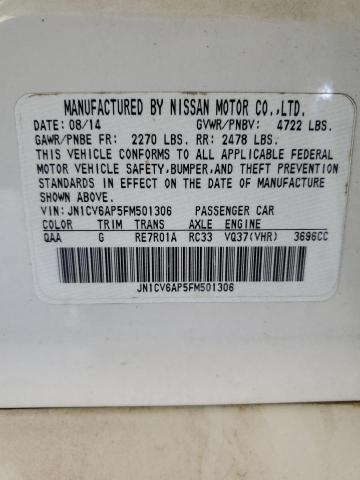 MANUFACTURED BY NISSAN MOTOR CO.,LTD.
DATE: 08/14 GVWR/PNBV: 4722 LBS.
GAWR/PNBE FR: 2270 LBS. RR: 2478 LBS.
THIS VEHICLE CONFORMS TO ALL APPLICABLE FEDERAL
MOTOR VEHICLE SAFETY,BUMPER,AND THEFT PREVENTION
STANDARDS IN EFFECT ON THE DATE OF MANUFACTURE
SHOWN ABOVE.
VIN: JN1CV6AP5FM501306 PASSENGER CAR
COLOR TRIM TRANS AXLE ENGINE
QAA G RE7R01A RC33 VQ37(VHR) 3696CC
JN1CV6AP5FM501306